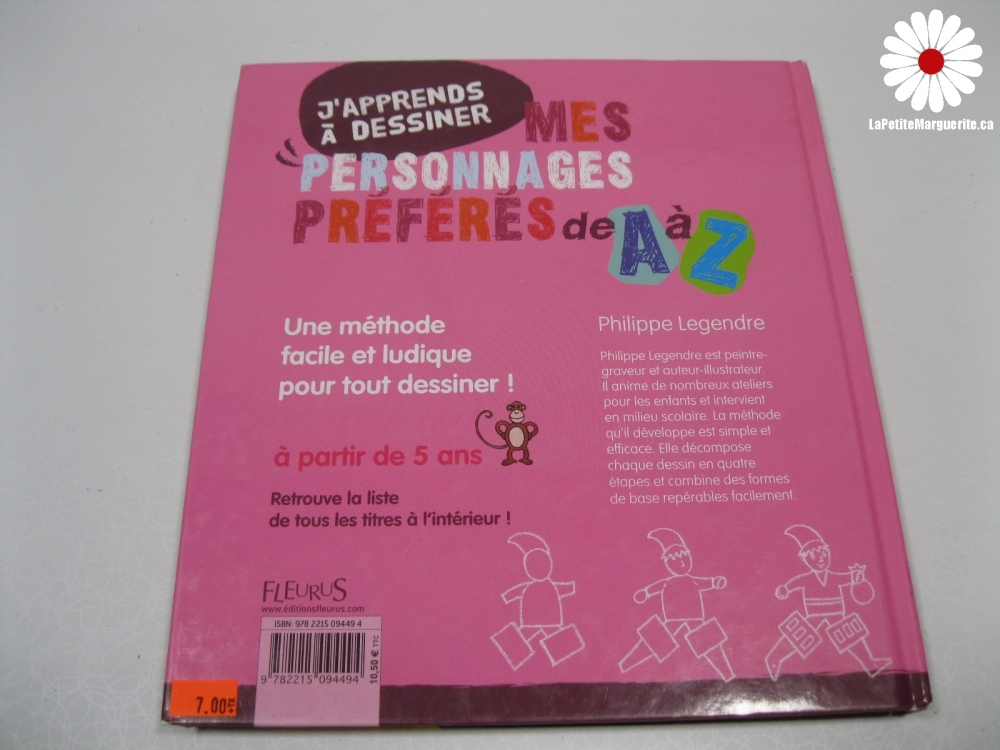 LaPetiteMarguerite.ca
J'APPRENDS
À DESSINER
MES
PERSONNAGES
PRÉFÉRÉS de A à Z
Une méthode
facile et ludique
pour tout dessiner !
à partir de 5 ans
Retrouve la liste
de tous les titres à l'intérieur !
Philippe Legendre
Philippe Legendre est peintre-
graveur et auteur-illustrateur.
Il anime de nombreux ateliers
pour les enfants et intervient
en milieu scolaire. La méthode
qu'il développe est simple et
efficace. Elle décompose
chaque dessin en quatre
étapes et combine des formes
de base repérables facilement.
FLEURUS
www.éditionsfleurus.com
ISBN: 978 2215 09449 4
9 782215 094494
10,50 € TTC
7.00